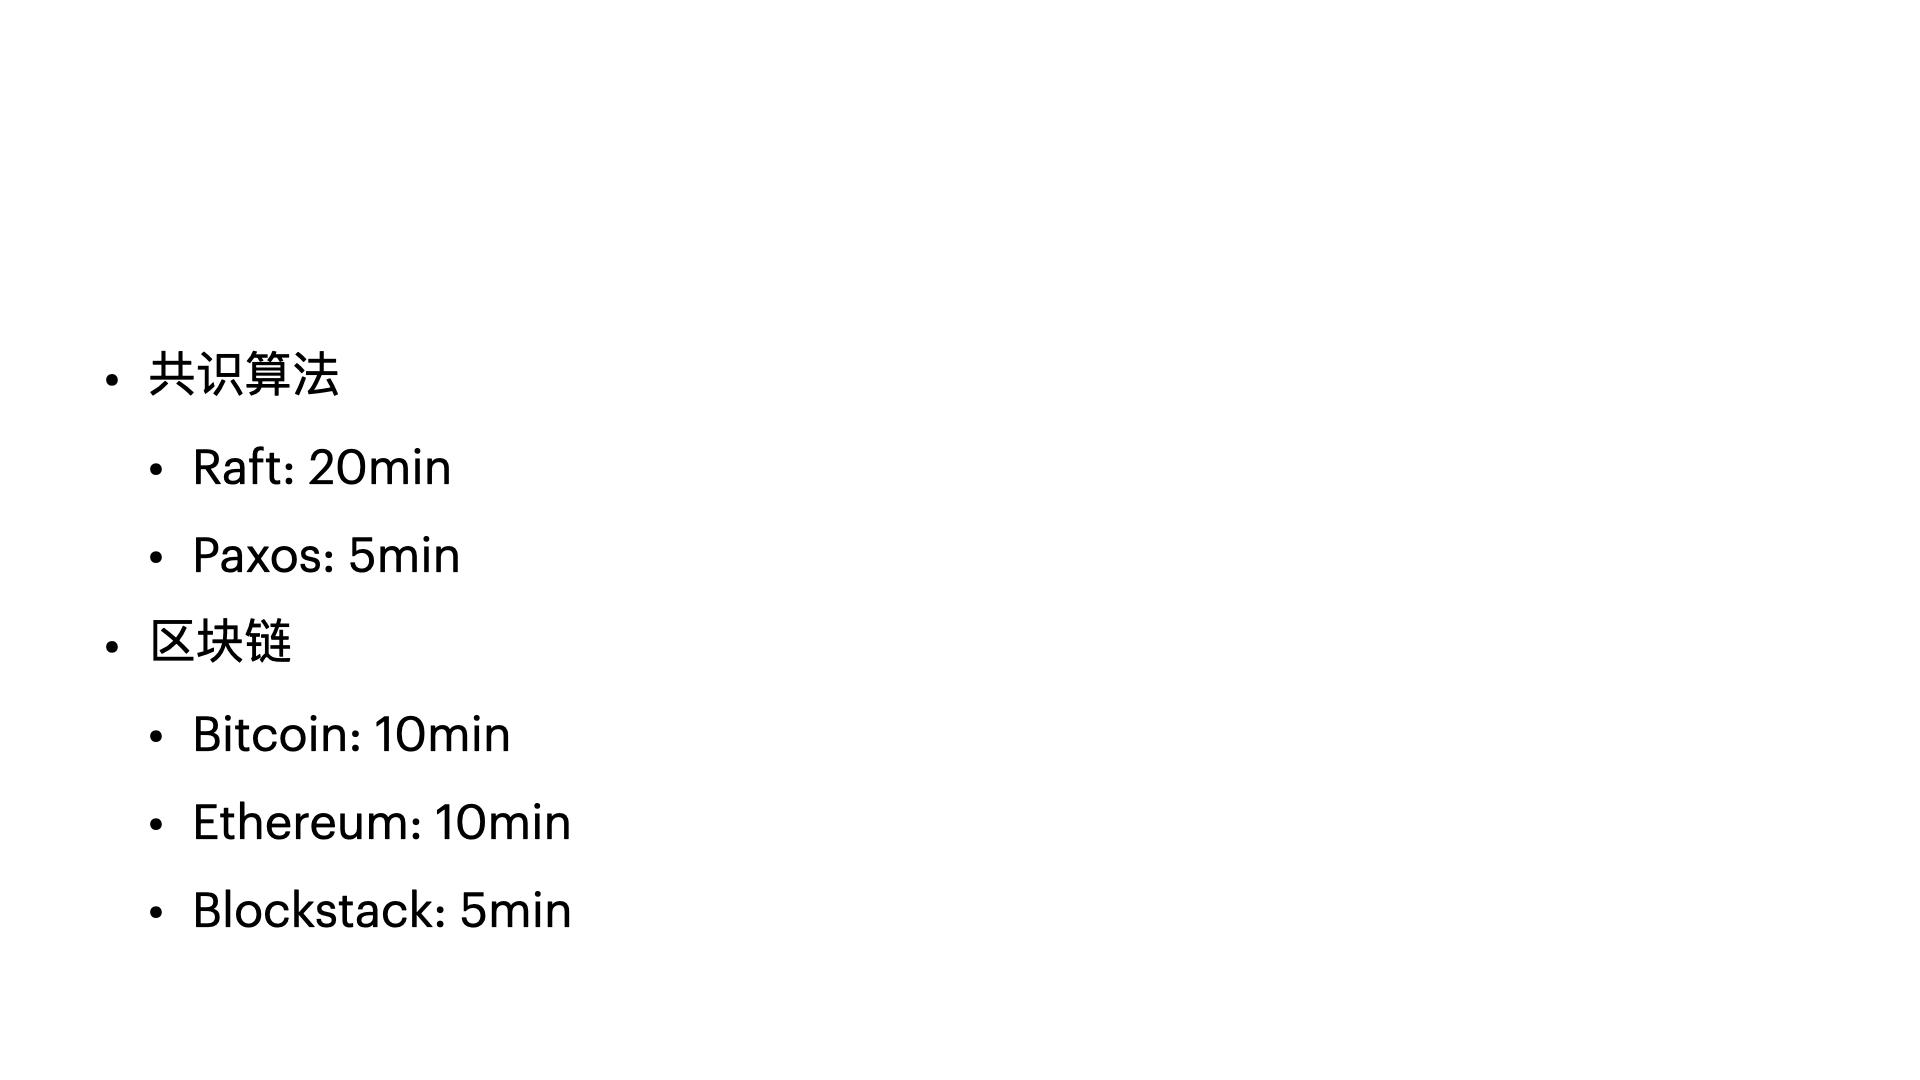 • 共识算法
• Raft: 20min
• Paxos: 5min
• 区块链
• Bitcoin: 10min
• Ethereum: 10min
• Blockstack: 5min